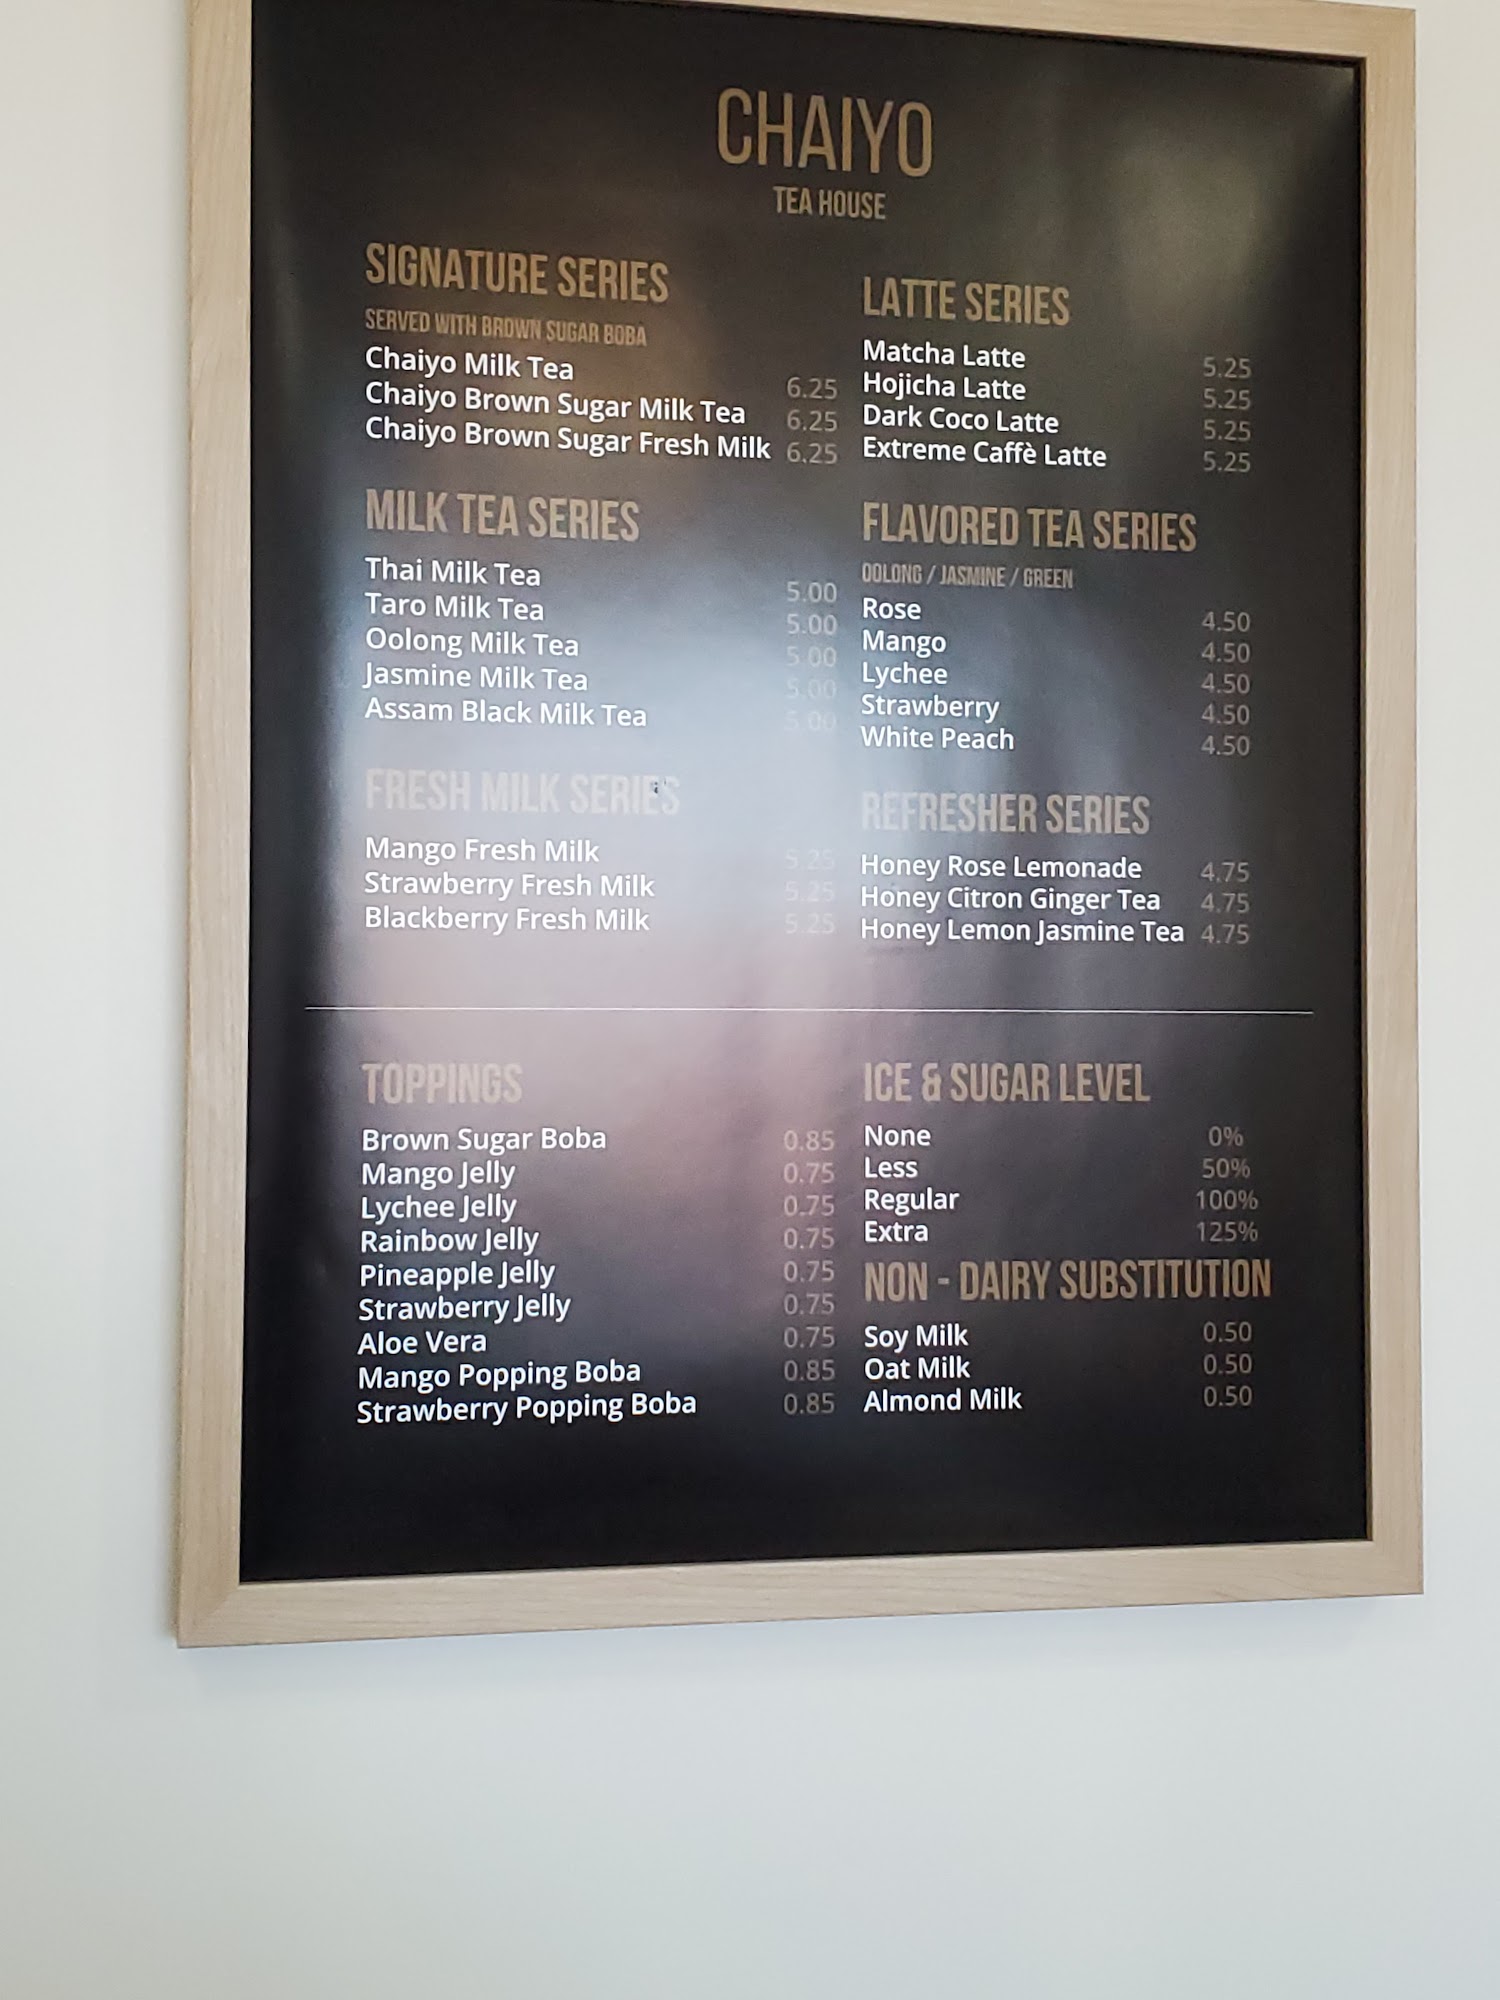 CHAIYO
TEA HOUSE
SIGNATURE SERIES
SERVED WITH BROWN SUGAR BOBA
Chaiyo Milk Tea 6.25
Chaiyo Brown Sugar Milk Tea 6.25
Chaiyo Brown Sugar Fresh Milk 6.25
MILK TEA SERIES
Thai Milk Tea 5.00
Taro Milk Tea 5.00
Oolong Milk Tea 5.00
Jasmine Milk Tea 5.00
Assam Black Milk Tea 5.00
FRESH MILK SERIES
Mango Fresh Milk 5.25
Strawberry Fresh Milk 5.25
Blackberry Fresh Milk 5.25
LATTE SERIES
Matcha Latte 5.25
Hojicha Latte 5.25
Dark Coco Latte 5.25
Extreme Caffè Latte 5.25
FLAVORED TEA SERIES
OOLONG / JASMINE / GREEN
Rose 4.50
Mango 4.50
Lychee 4.50
Strawberry 4.50
White Peach 4.50
REFRESHER SERIES
Honey Rose Lemonade 4.75
Honey Citron Ginger Tea 4.75
Honey Lemon Jasmine Tea 4.75
TOPPINGS
Brown Sugar Boba 0.85
Mango Jelly 0.75
Lychee Jelly 0.75
Rainbow Jelly 0.75
Pineapple Jelly 0.75
Strawberry Jelly 0.75
Aloe Vera 0.75
Mango Popping Boba 0.85
Strawberry Popping Boba 0.85
ICE & SUGAR LEVEL
None 0%
Less 50%
Regular 100%
Extra 125%
NON - DAIRY SUBSTITUTION
Soy Milk 0.50
Oat Milk 0.50
Almond Milk 0.50